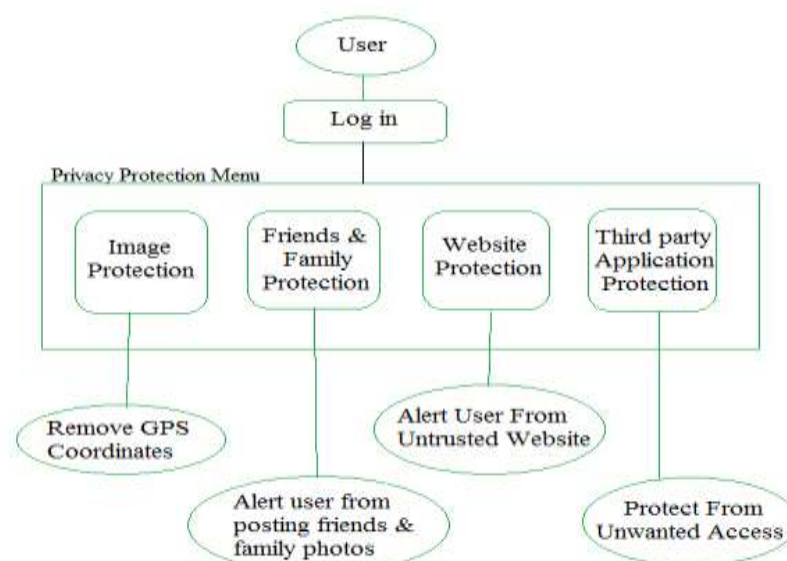 User
Log in
Privacy Protection Menu
Image
Protection
Friends &
Family
Protection
Website
Protection
Third party
Application
Protection
Remove GPS
Coordinates
Alert user from
posting friends &
family photos
Alert User From
Untrusted Website
Protect From
Unwanted Access